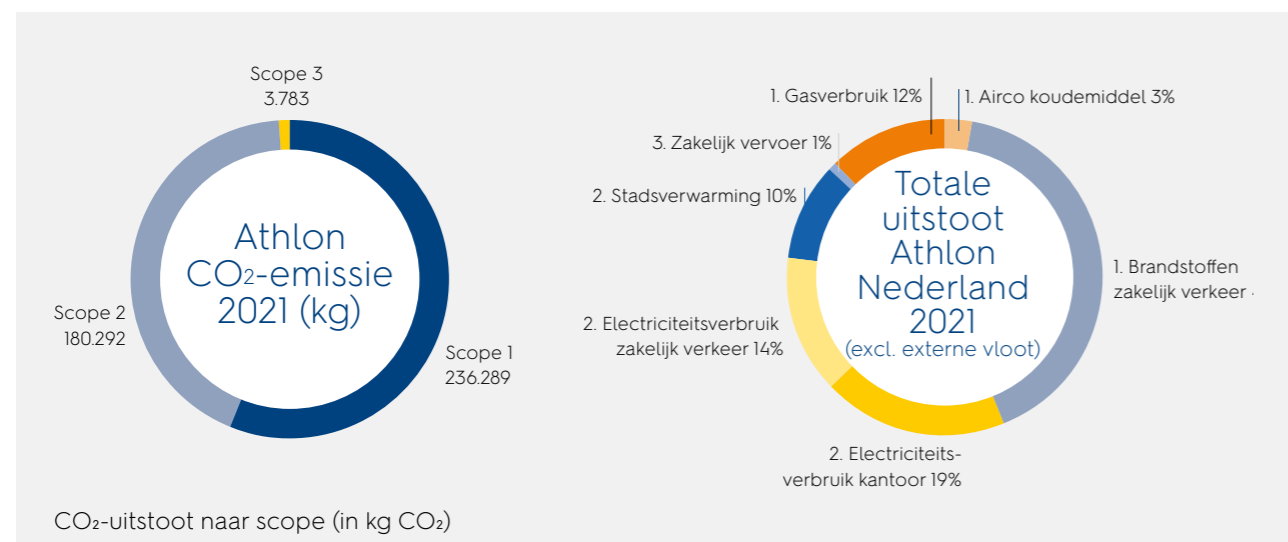 Scope 3
3.783
Athlon
CO2-emissie
2021 (kg)
Scope 2
180.292
Scope 1
236.289
CO₂-uitstoot naar scope (in kg CO₂)
1. Gasverbruik 12%
1. Airco koudemiddel 3%
3. Zakelijk vervoer 1%
2. Stadsverwarming 10%
Totale
uitstoot
Athlon
Nederland
2021
(excl. externe vloot)
1. Brandstoffen
zakelijk verkeer
2. Electriciteitsverbruik
zakelijk verkeer 14%
2. Electriciteits-
verbruik kantoor 19%